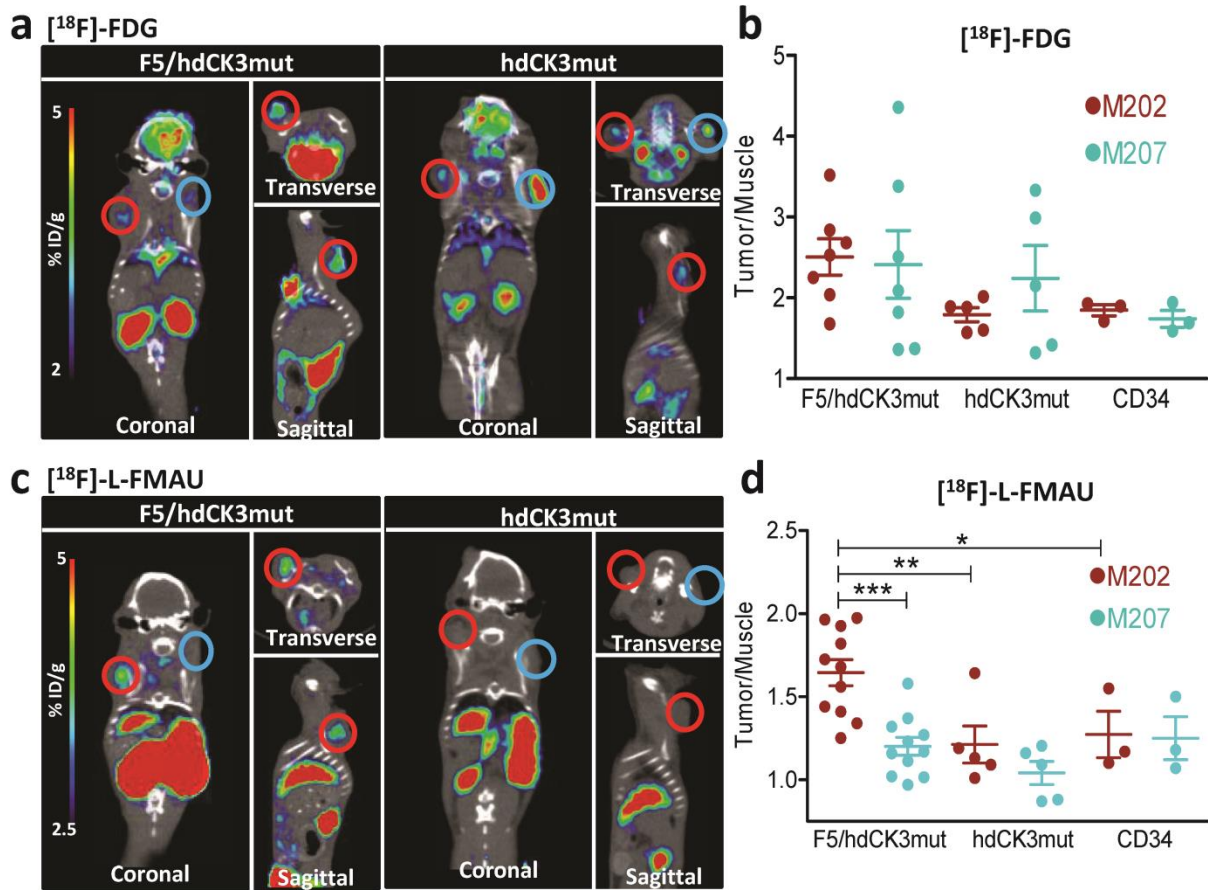 a [¹⁸F]-FDG
F5/hdCK3mut
hdCK3mut
5
% ID/g
2
Coronal
Transverse
Sagittal
Coronal
Transverse
Sagittal
b
[¹⁸F]-FDG
M202
M207
Tumor/Muscle
5
4
3
2
1
F5/hdCK3mut hdCK3mut CD34
c [¹⁸F]-L-FMAU
F5/hdCK3mut
hdCK3mut
5
% ID/g
2.5
Coronal
Transverse
Sagittal
Coronal
Transverse
Sagittal
d
[¹⁸F]-L-FMAU
*
**
***
M202
M207
Tumor/Muscle
2.5
2.0
1.5
1.0
F5/hdCK3mut hdCK3mut CD34